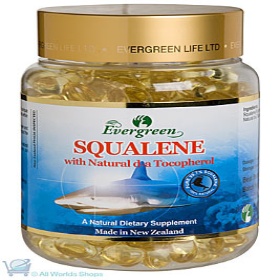 EVERGREEN LIFE LTD
Evergreen
SQUALENE
with Natural d-a Tocopherol
A Natural Dietary Supplement
Made in New Zealand
© All Worlds Shops